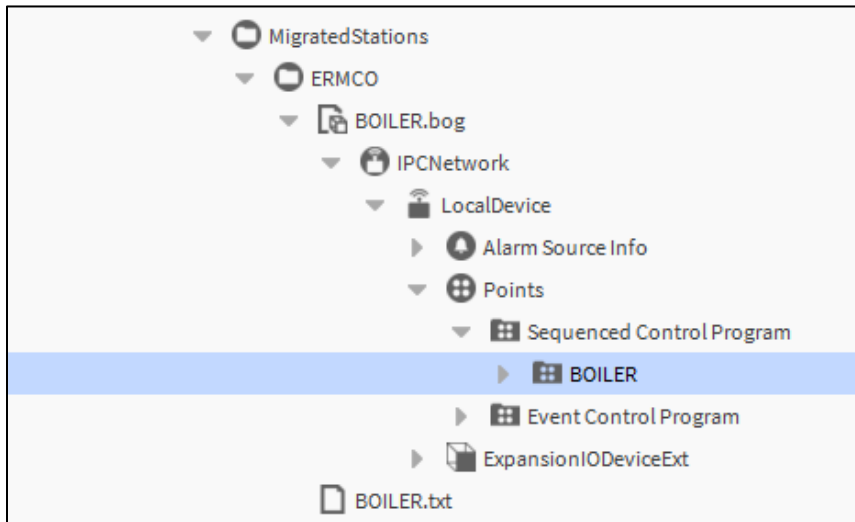 MigratedStations
ERMCO
BOILER.bog
IPCNetwork
LocalDevice
Alarm Source Info
Points
Sequenced Control Program
BOILER
Event Control Program
ExpansionIODeviceExt
BOILER.txt